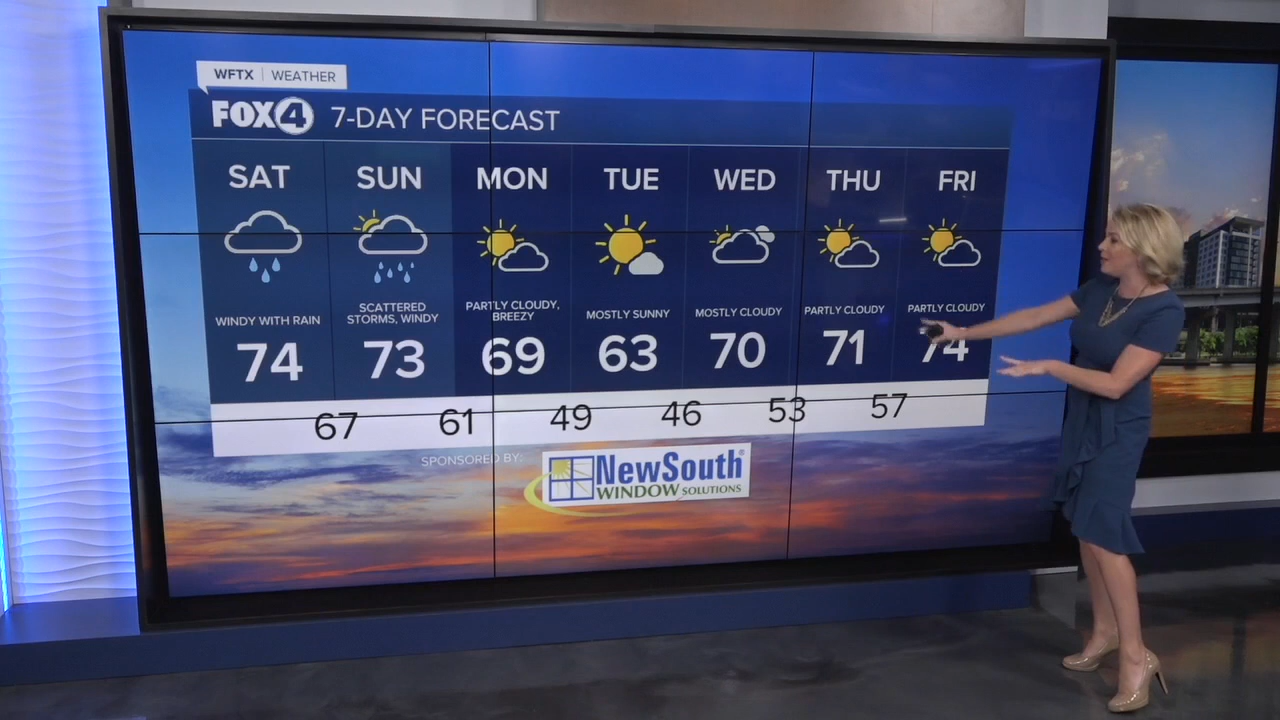 WFTX | WEATHER
FOX 4 7-DAY FORECAST
SAT SUN MON TUE WED THU FRI
WINDY WITH RAIN
SCATTERED
STORMS, WINDY
PARTLY CLOUDY,
BREEZY
MOSTLY SUNNY
MOSTLY CLOUDY
PARTLY CLOUDY
PARTLY CLOUDY
74 73 69 63 70 71 74
67 61 49 46 53 57
SPONSORED BY:
NewSouth®
WINDOW SOLUTIONS